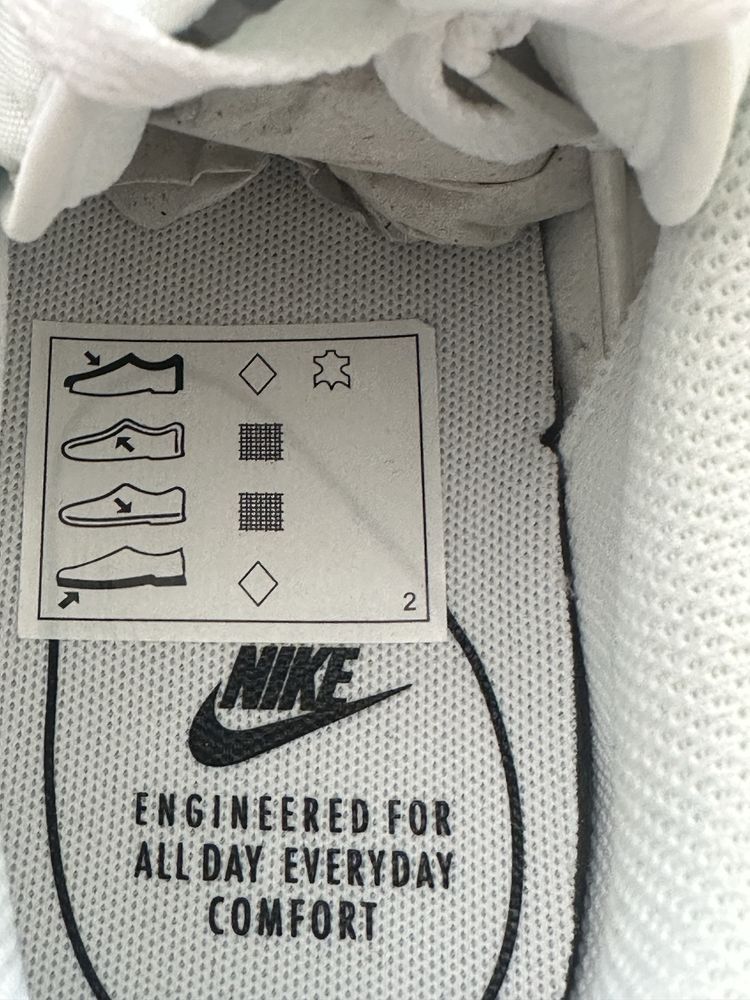 2
NIKE
ENGINEERED FOR
ALL DAY EVERYDAY
COMFORT